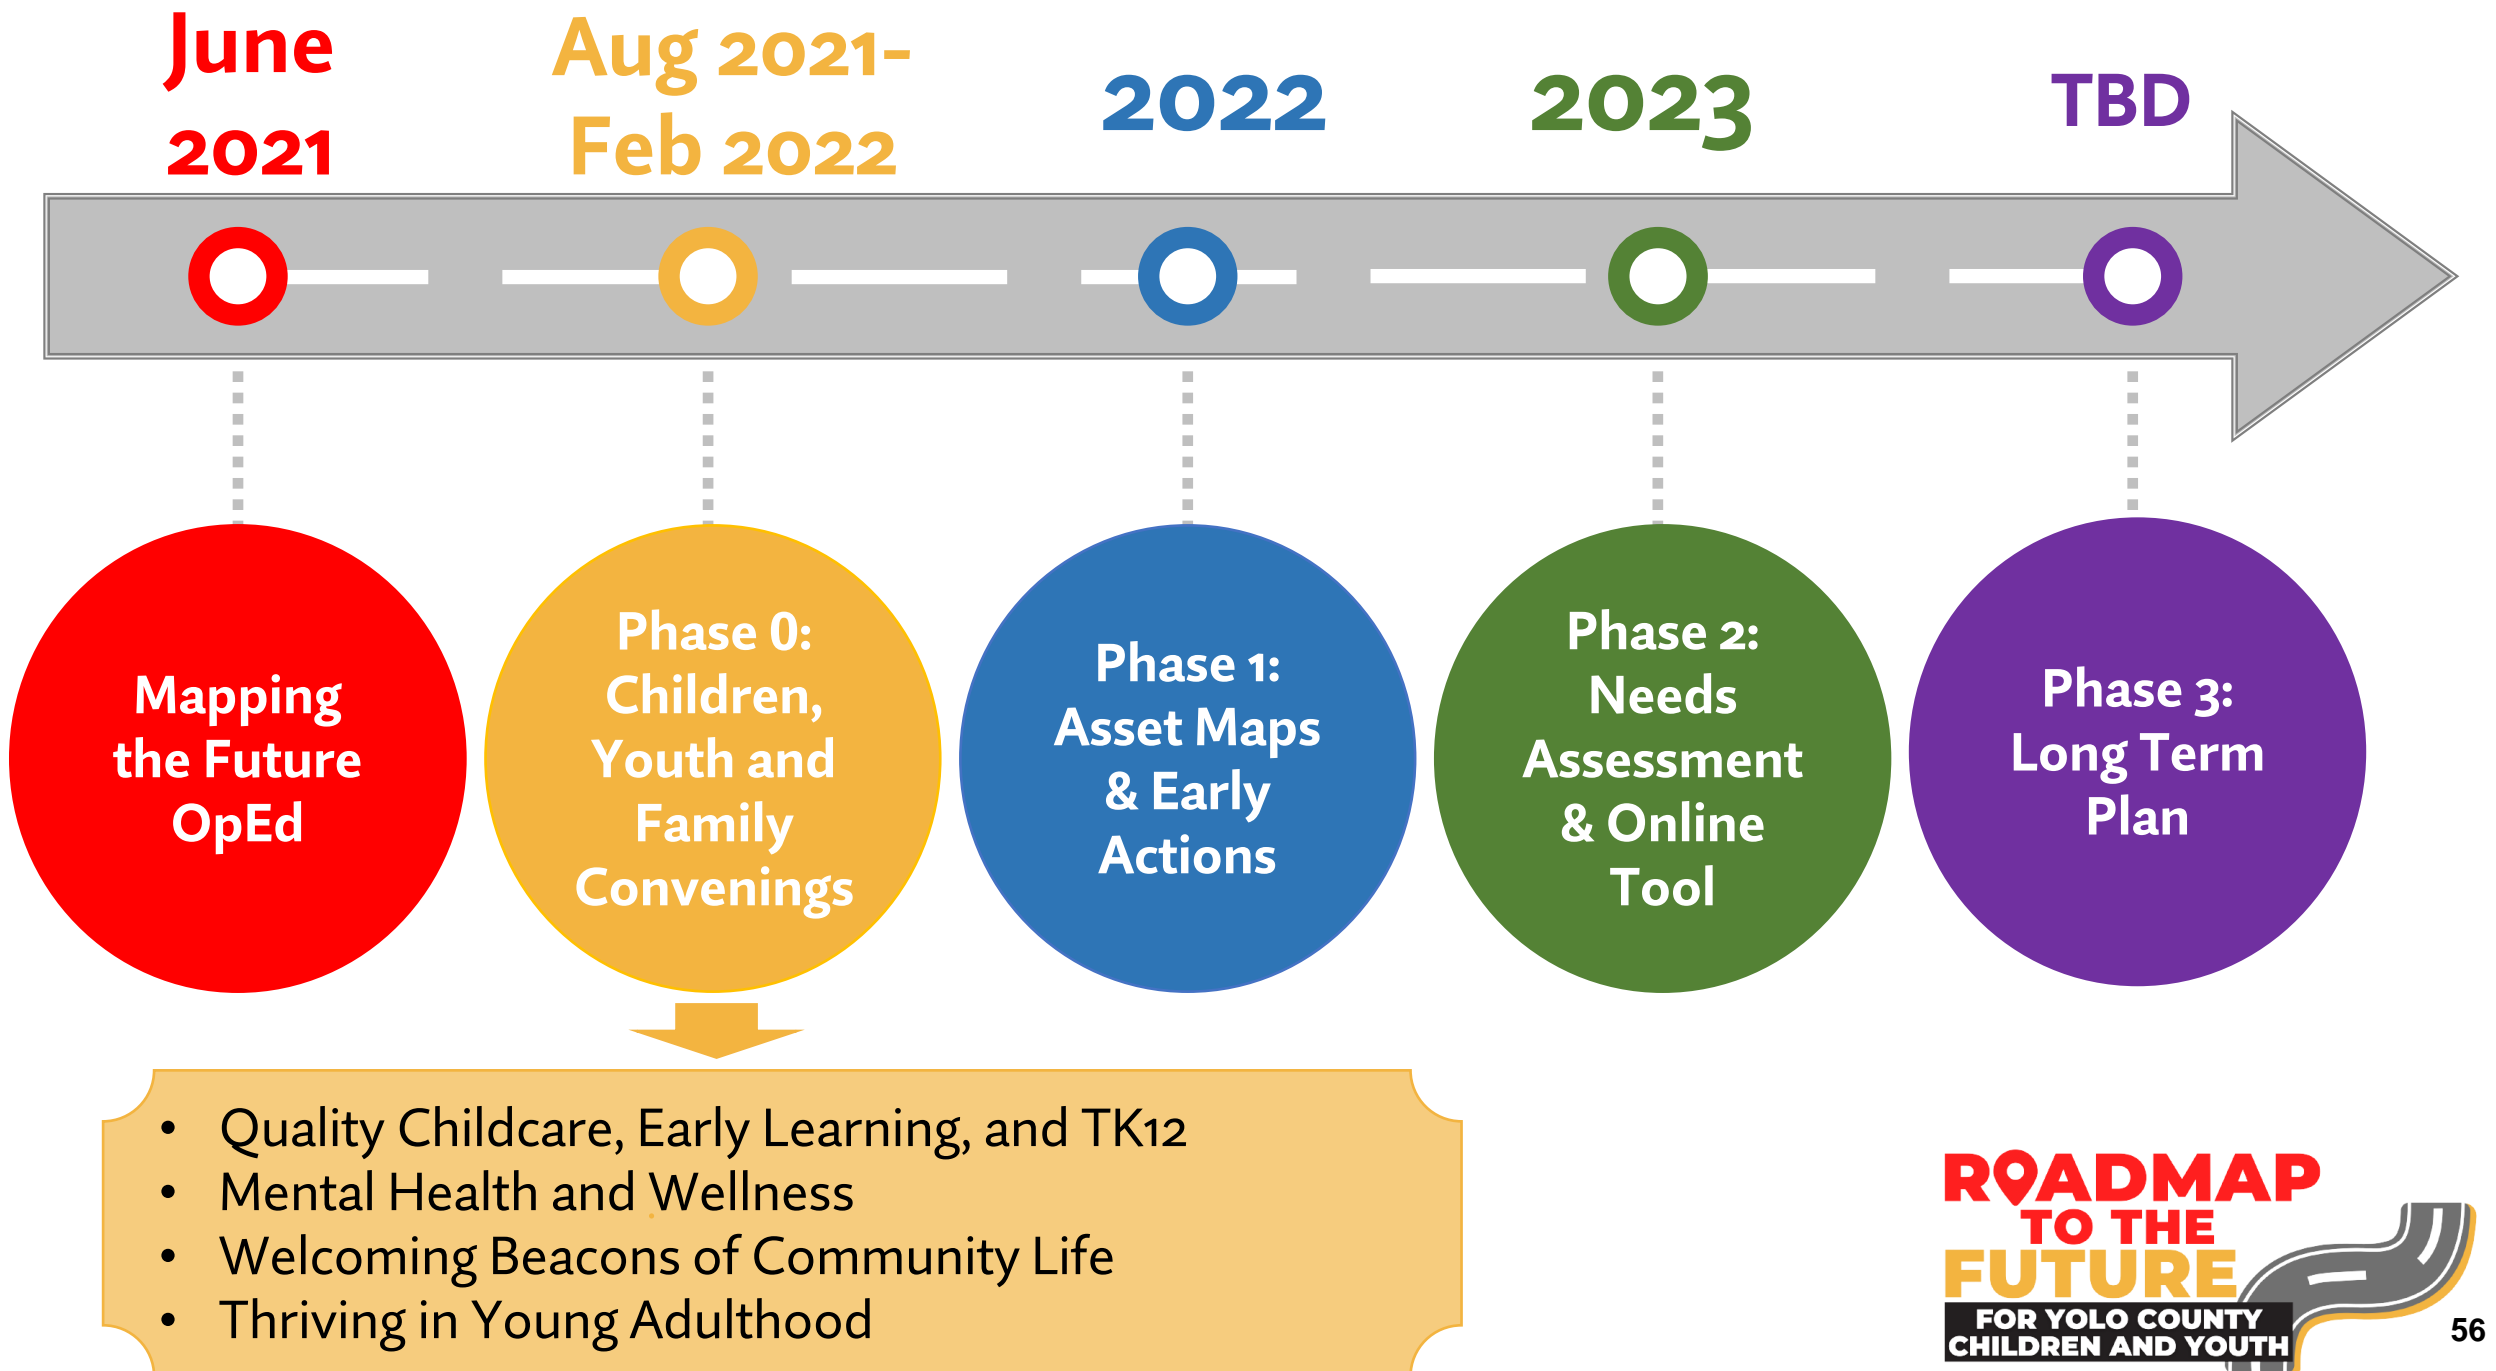 June
2021
Aug 2021-
Feb 2022
2022
2023
TBD
Mapping
the Future
OpEd
Phase 0:
Children,
Youth and
Family
Convenings
Phase 1:
Asset Maps
& Early
Actions
Phase 2:
Needs
Assessment
& Online
Tool
Phase 3:
Long Term
Plan
• Quality Childcare, Early Learning, and TK12
• Mental Health and Wellness
• Welcoming Beacons of Community Life
• Thriving in Young Adulthood
ROADMAP
TO THE
FUTURE
FOR YOLO COUNTY
CHILDREN AND YOUTH
56